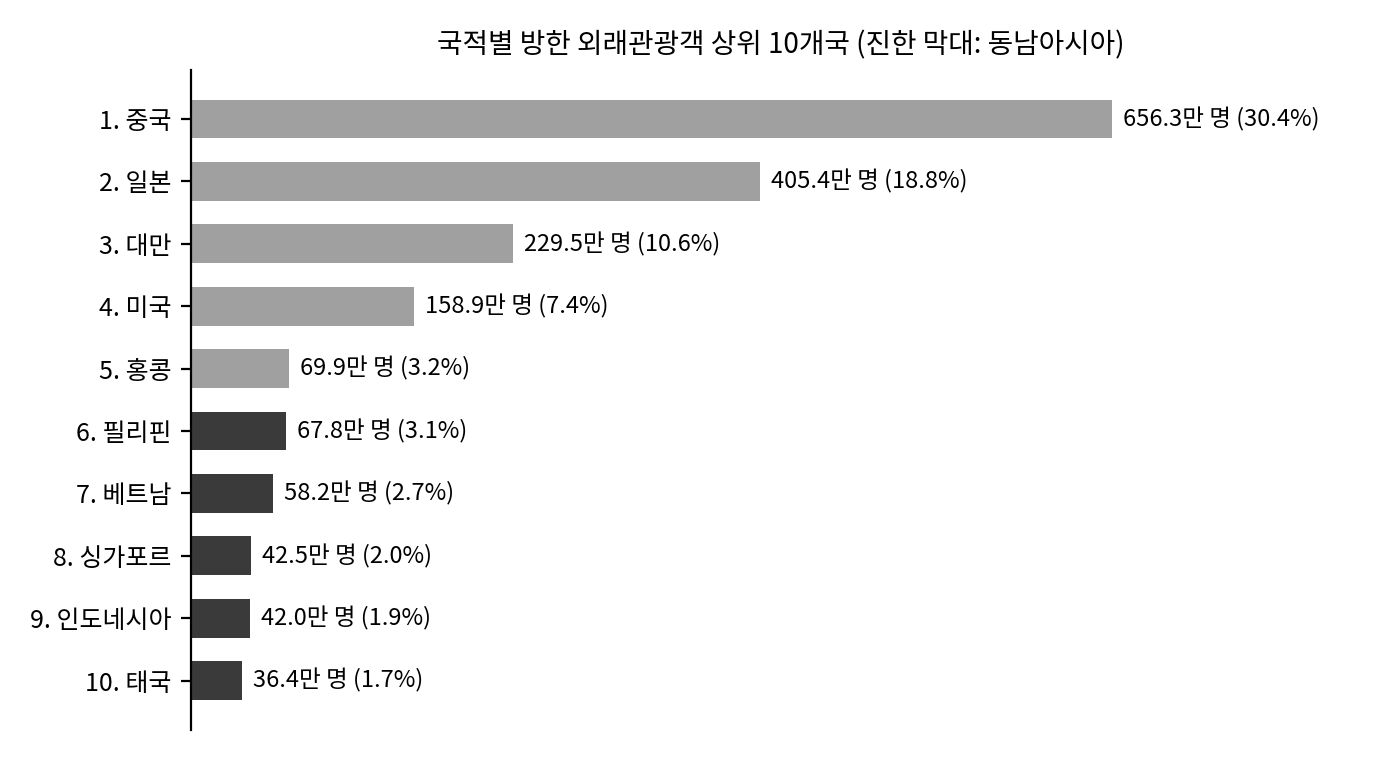 국적별 방한 외래관광객 상위 10개국 (진한 막대: 동남아시아)
1. 중국 656.3만 명 (30.4%)
2. 일본 405.4만 명 (18.8%)
3. 대만 229.5만 명 (10.6%)
4. 미국 158.9만 명 (7.4%)
5. 홍콩 69.9만 명 (3.2%)
6. 필리핀 67.8만 명 (3.1%)
7. 베트남 58.2만 명 (2.7%)
8. 싱가포르 42.5만 명 (2.0%)
9. 인도네시아 42.0만 명 (1.9%)
10. 태국 36.4만 명 (1.7%)